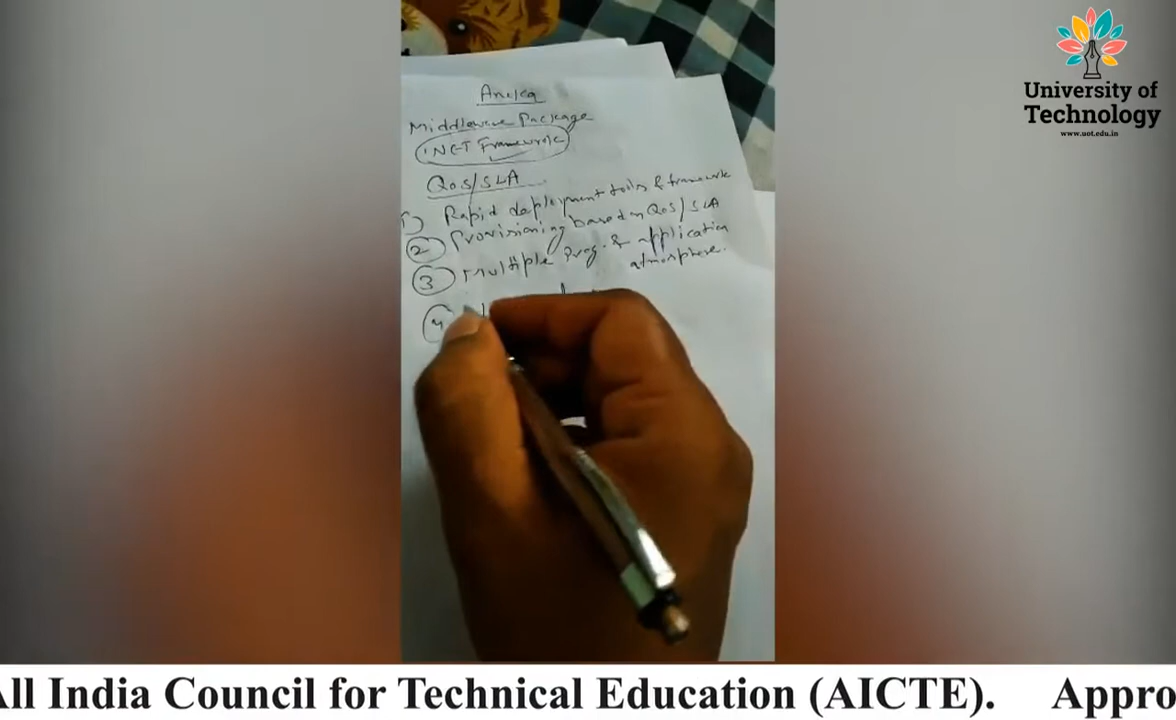 Aneka
Middleware Package
.NET Framework
QoS/SLA
1) Rapid deployment tools & framework
2 Provisioning based on QoS/SLA
3 Multiple prog. & application
atmosphere.
4
University of
Technology
www.uot.edu.in
All India Council for Technical Education (AICTE). Appro